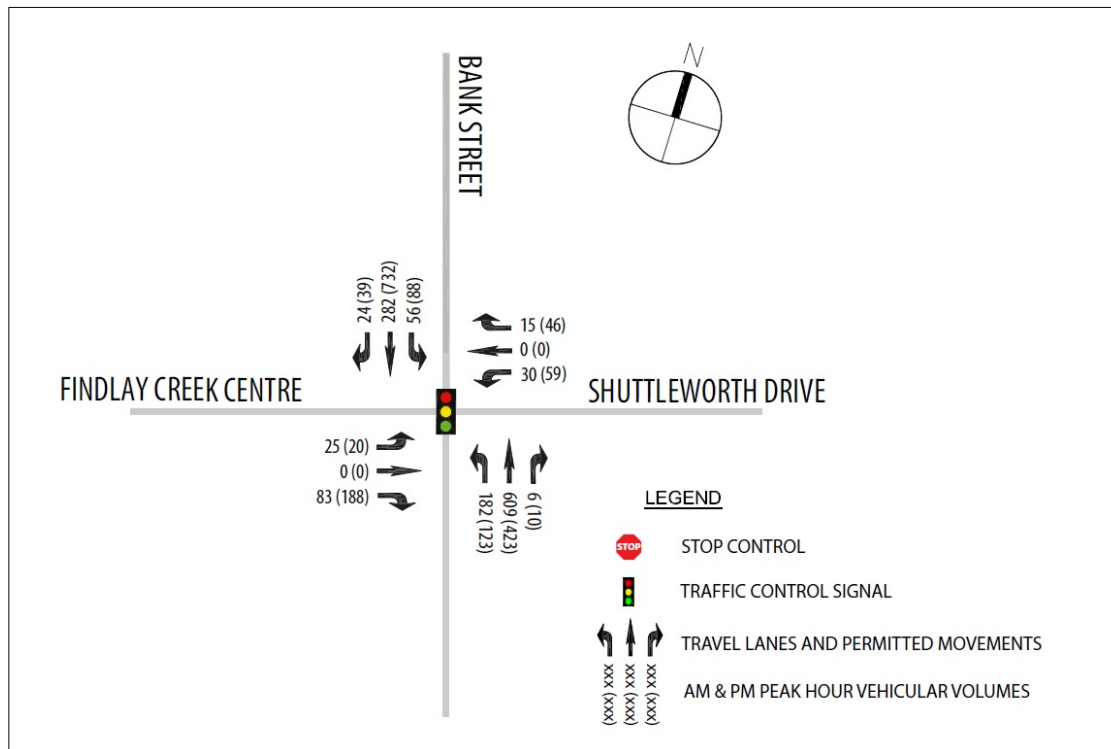 N
BANK STREET
24 (39)
282 (732)
56 (88)
15 (46)
0 (0)
30 (59)
FINDLAY CREEK CENTRE
SHUTTLEWORTH DRIVE
25 (20)
0 (0)
83 (188)
182 (123)
609 (423)
6 (10)
LEGEND
STOP
STOP CONTROL
TRAFFIC CONTROL SIGNAL
TRAVEL LANES AND PERMITTED MOVEMENTS
xxx (xxx)
xxx (xxx)
xxx (xxx)
AM & PM PEAK HOUR VEHICULAR VOLUMES